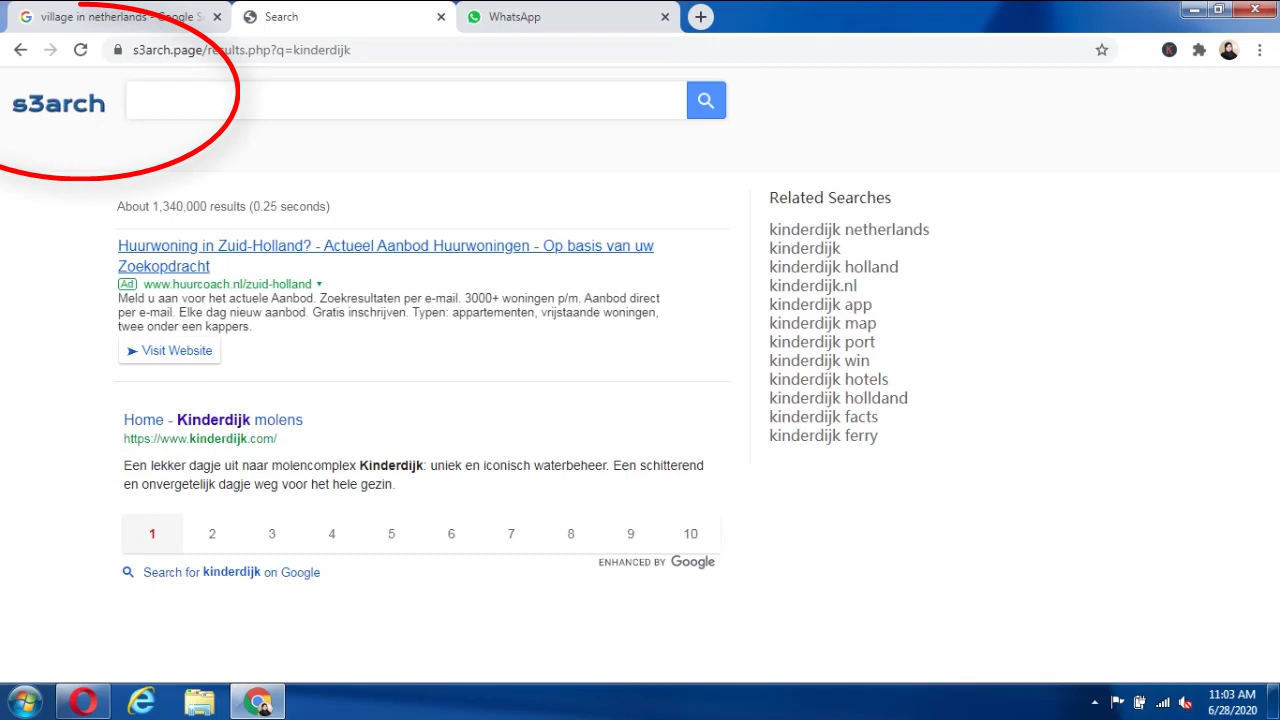 village in netherlands - Google S
Search
WhatsApp
s3arch.page/results.php?q=kinderdijk
K
s3arch
About 1,340,000 results (0.25 seconds)
Huurwoning in Zuid-Holland? - Actueel Aanbod Huurwoningen - Op basis van uw
Zoekopdracht
Ad www.huurcoach.nl/zuid-holland
Meld u aan voor het actuele Aanbod. Zoekresultaten per e-mail. 3000+ woningen p/m. Aanbod direct
per e-mail. Elke dag nieuw aanbod. Gratis inschrijven. Typen: appartementen, vrijstaande woningen,
twee onder een kappers.
Visit Website
Home - Kinderdijk molens
https://www.kinderdijk.com/
Een lekker dagje uit naar molencomplex Kinderdijk: uniek en iconisch waterbeheer. Een schitterend
en onvergetelijk dagje weg voor het hele gezin.
1 2 3 4 5 6 7 8 9 10
ENHANCED BY Google
Search for kinderdijk on Google
Related Searches
kinderdijk netherlands
kinderdijk
kinderdijk holland
kinderdijk.nl
kinderdijk app
kinderdijk map
kinderdijk port
kinderdijk win
kinderdijk hotels
kinderdijk holldand
kinderdijk facts
kinderdijk ferry
11:03 AM
6/28/2020